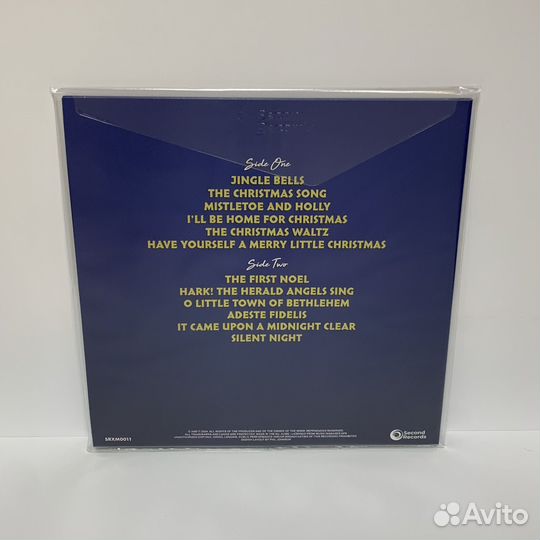 Side One
JINGLE BELLS
THE CHRISTMAS SONG
MISTLETOE AND HOLLY
I'LL BE HOME FOR CHRISTMAS
THE CHRISTMAS WALTZ
HAVE YOURSELF A MERRY LITTLE CHRISTMAS
Side Two
THE FIRST NOEL
HARK! THE HERALD ANGELS SING
O LITTLE TOWN OF BETHLEHEM
ADESTE FIDELIS
IT CAME UPON A MIDNIGHT CLEAR
SILENT NIGHT
SRXM0011
Second
Records
Avito